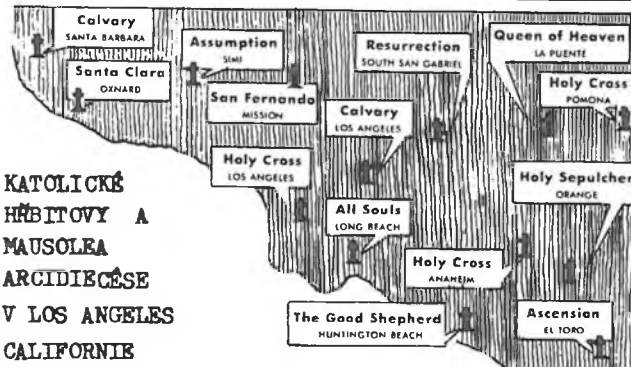 Calvary
SANTA BARBARA
Santa Clara
OXNARD
Assumption
SIMI
San Fernando
MISSION
Resurrection
SOUTH SAN GABRIEL
Queen of Heaven
LA PUENTE
Holy Cross
POMONA
Calvary
LOS ANGELES
Holy Cross
LOS ANGELES
All Souls
LONG BEACH
Holy Sepulcher
ORANGE
Holy Cross
ANAHEIM
The Good Shepherd
HUNTINGTON BEACH
Ascension
EL TORO
KATOLICKÉ
HŘBITOVY A
MAUSOLEA
ARCIDIECÉSE
V LOS ANGELES
CALIFORNIE